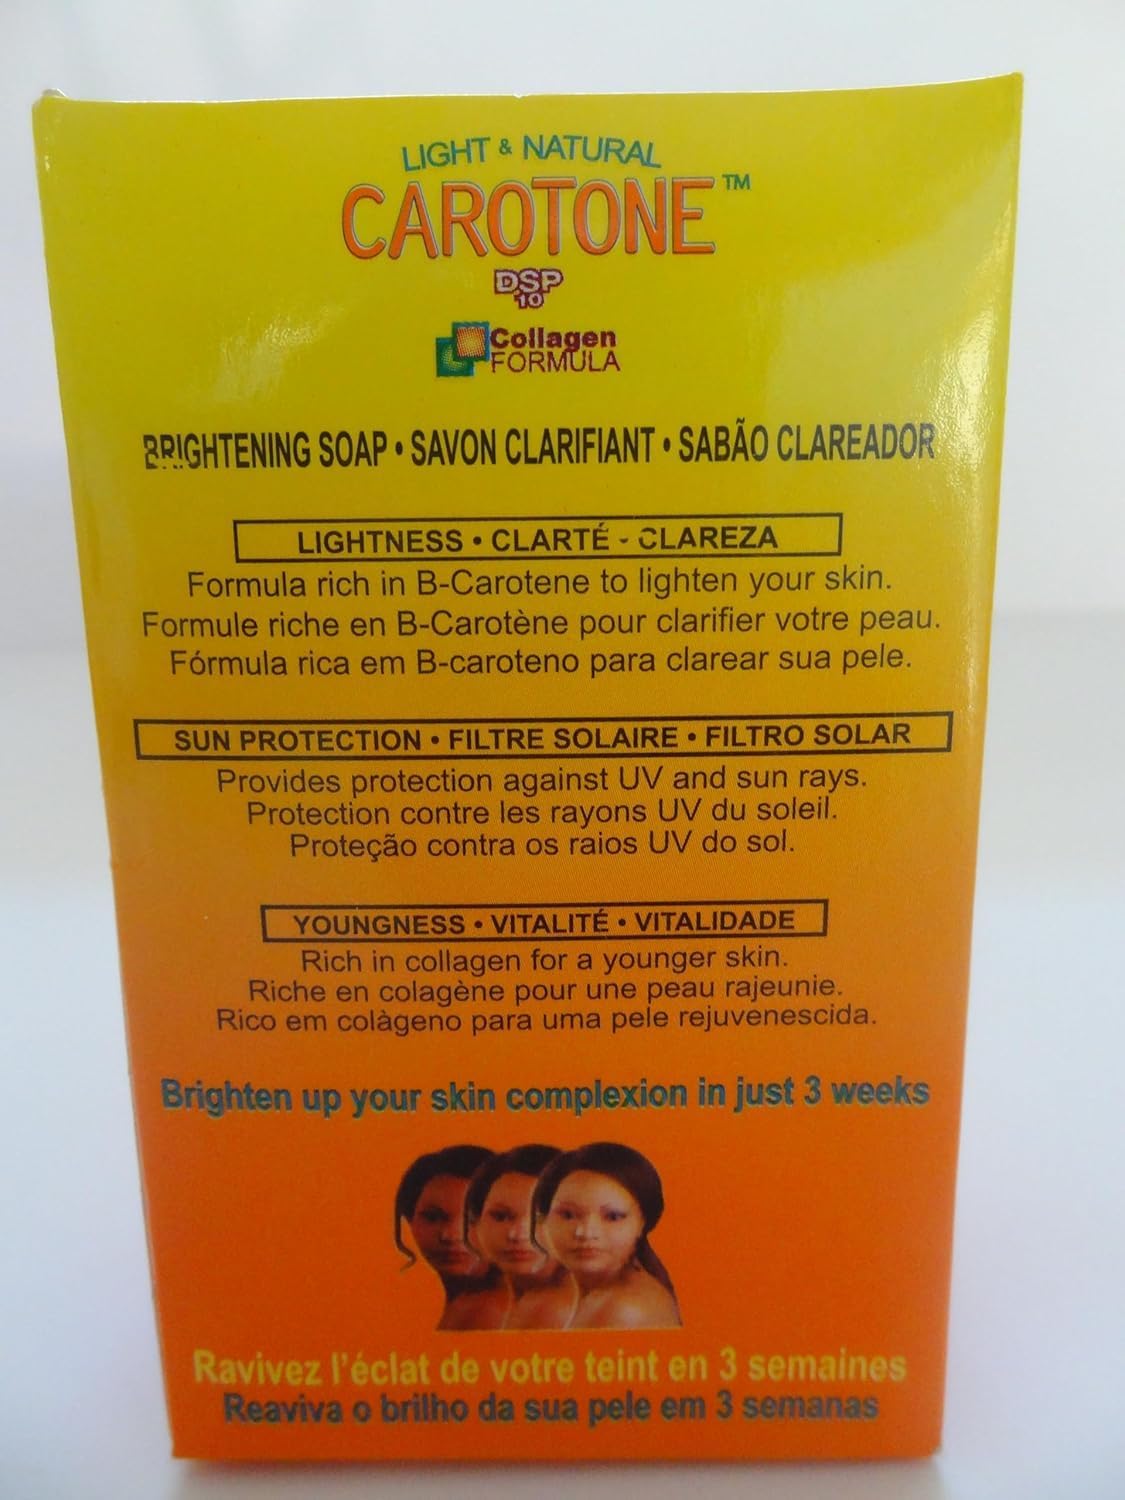 LIGHT & NATURAL
CAROTONE™
DSP
10
Collagen
FORMULA
BRIGHTENING SOAP • SAVON CLARIFIANT • SABÃO CLAREADOR
LIGHTNESS • CLARTÉ - CLAREZA
Formula rich in B-Carotene to lighten your skin.
Formule riche en B-Carotène pour clarifier votre peau.
Fórmula rica em B-caroteno para clarear sua pele.
SUN PROTECTION • FILTRE SOLAIRE • FILTRO SOLAR
Provides protection against UV and sun rays.
Protection contre les rayons UV du soleil.
Proteção contra os raios UV do sol.
YOUNGNESS • VITALITÉ • VITALIDADE
Rich in collagen for a younger skin.
Riche en colagène pour une peau rajeunie.
Rico em colàgeno para uma pele rejuvenescida.
Brighten up your skin complexion in just 3 weeks
Ravivez l'éclat de votre teint en 3 semaines
Reaviva o brilho da sua pele em 3 semanas